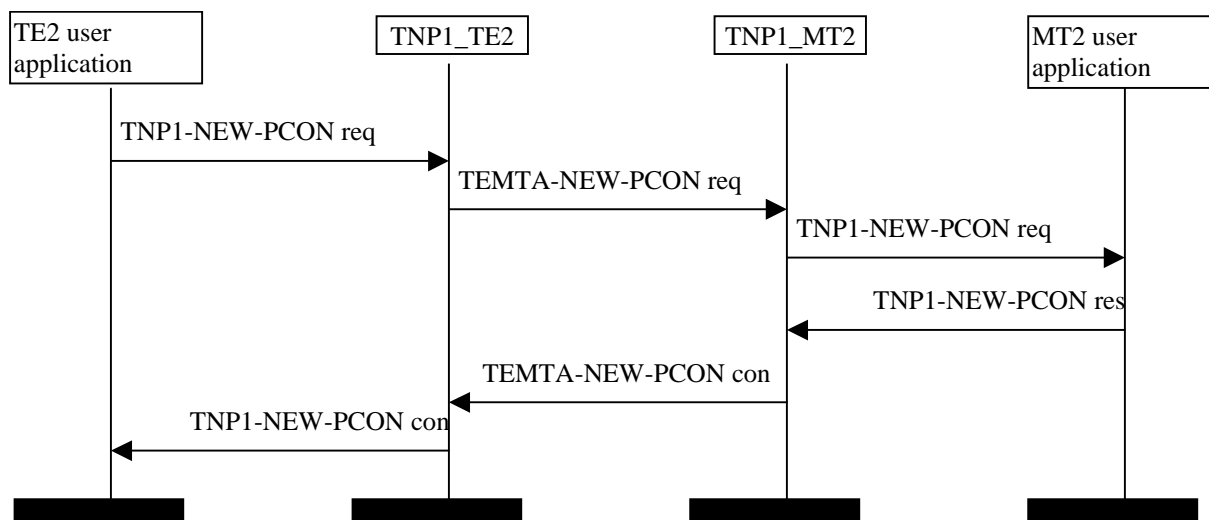 TE2 user
application
TNP1_TE2
TNP1_MT2
MT2 user
application
TNP1-NEW-PCON req
TEMTA-NEW-PCON req
TNP1-NEW-PCON req
TNP1-NEW-PCON res
TEMTA-NEW-PCON con
TNP1-NEW-PCON con